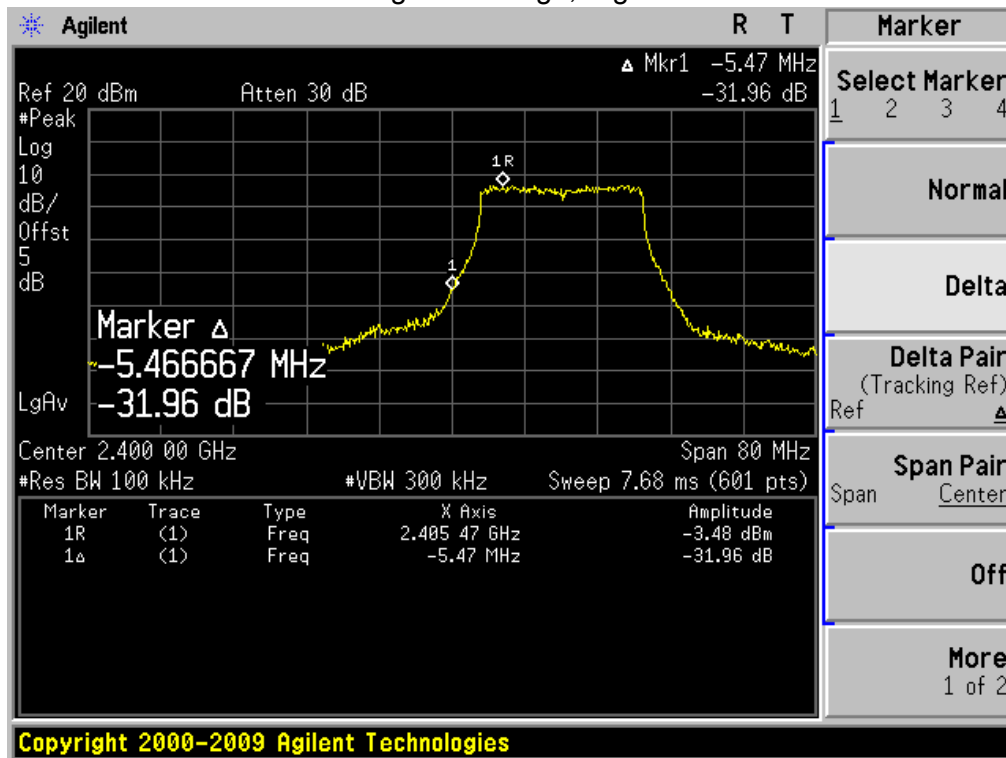 Agilent R T
Δ Mkr1 -5.47 MHz
Ref 20 dBm Atten 30 dB -31.96 dB
#Peak
Log
10
dB/
Offst
5
dB
1R
1
Marker Δ
-5.466667 MHz
-31.96 dB
LgAv
Center 2.400 00 GHz Span 80 MHz
#Res BW 100 kHz #VBW 300 kHz Sweep 7.68 ms (601 pts)
Marker Trace Type X Axis Amplitude
1R (1) Freq 2.405 47 GHz -3.48 dBm
1Δ (1) Freq -5.47 MHz -31.96 dB
Marker
Select Marker
1 2 3 4
Normal
Delta
Delta Pair
(Tracking Ref)
Ref Δ
Span Pair
Span Center
Off
More
1 of 2
Copyright 2000-2009 Agilent Technologies